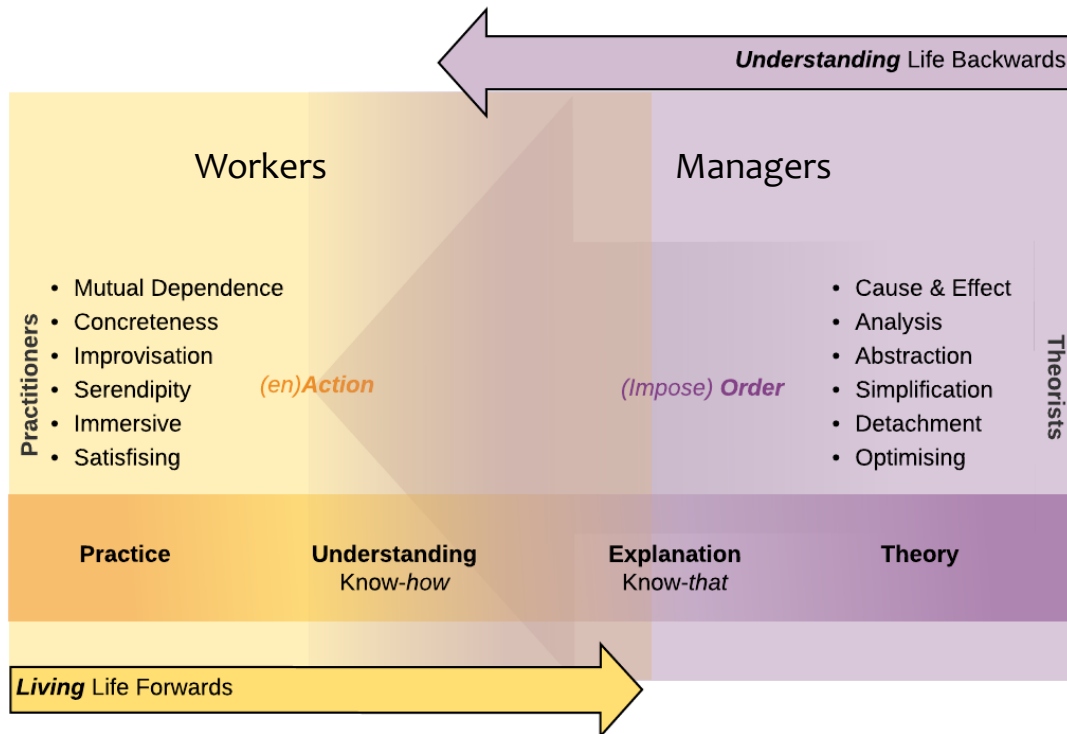 Understanding Life Backwards
Workers
Managers
Practitioners
• Mutual Dependence
• Concreteness
• Improvisation
• Serendipity
• Immersive
• Satisfising
(en)Action
(Impose) Order
• Cause & Effect
• Analysis
• Abstraction
• Simplification
• Detachment
• Optimising
Theorists
Practice
Understanding
Know-how
Explanation
Know-that
Theory
Living Life Forwards